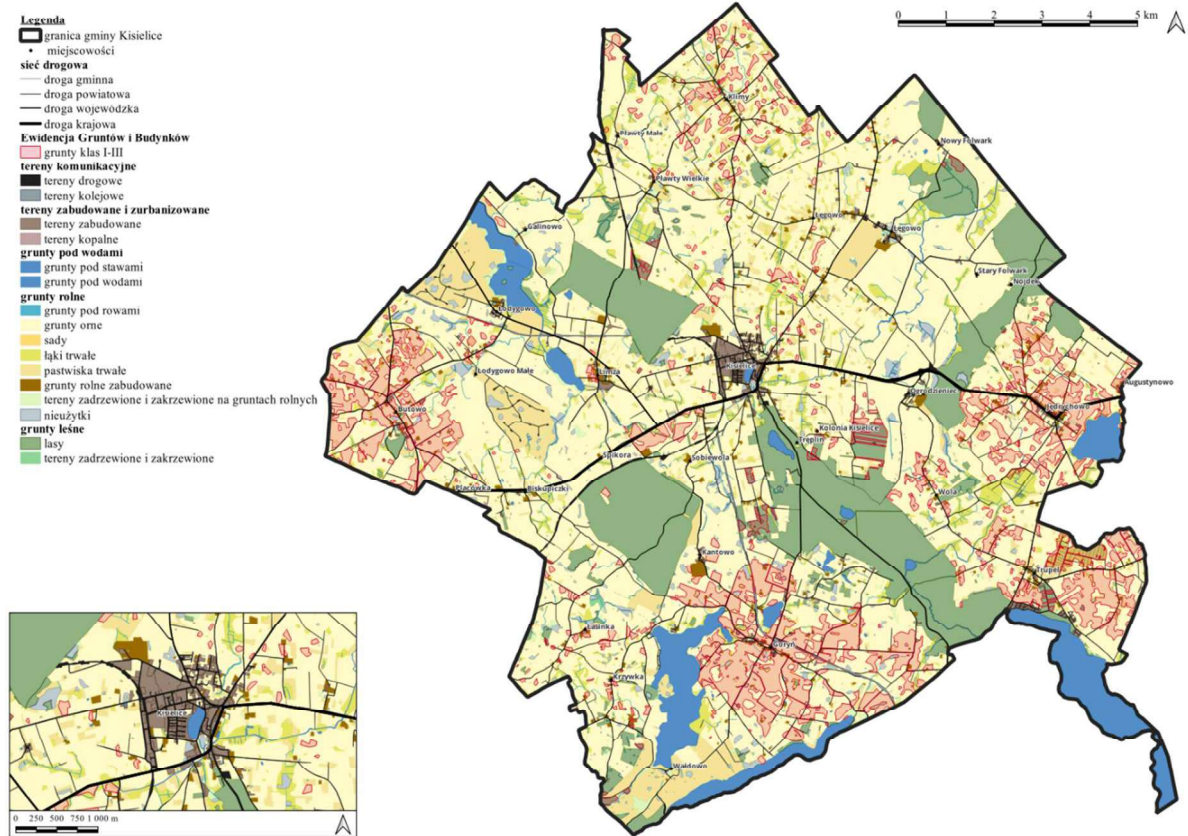 Legenda
granica gminy Kisielice
miejscowości
sieć drogowa
droga gminna
droga powiatowa
droga wojewódzka
droga krajowa
Ewidencja Gruntów i Budynków
grunty klas I-III
tereny komunikacyjne
tereny drogowe
tereny kolejowe
tereny zabudowane i zurbanizowane
tereny zabudowane
tereny kopalne
grunty pod wodami
grunty pod stawami
grunty pod wodami
grunty rolne
grunty pod rowami
grunty orne
sady
łąki trwałe
pastwiska trwałe
grunty rolne zabudowane
tereny zadrzewione i zakrzewione na gruntach rolnych
nieużytki
grunty leśne
lasy
tereny zadrzewione i zakrzewione
0 1 2 3 4 5 km
Klimy
Pławty Małe
Nowy Folwark
Pławty Wielkie
Łęgowo
Łęgowo
Galinowo
Stary Folwark
Nojdek
Łodygowo
Kisielice
Limża
Łodygowo Małe
Augustynowo
Ogrodzieniec
Jędrychowo
Butowo
Kolonia Kisielice
Tręplin
Spikora
Sobiewola
Placówka
Biskupiczki
Wola
Kantowo
Trupel
Łasinka
Goryń
Krzywka
Wałdowo
Kisielice
0 250 500 750 1 000 m